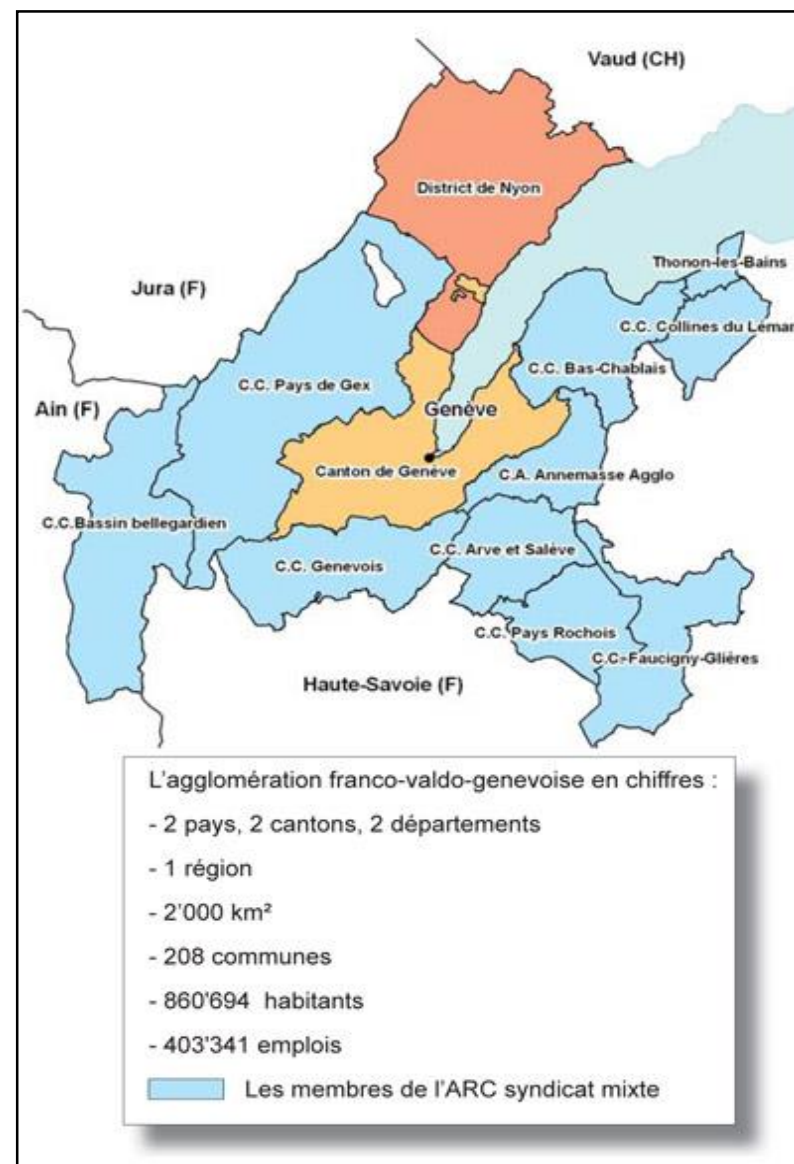 Vaud (CH)
District de Nyon
Thonon-les-Bains
Jura (F)
C.C. Collines du Léman
C.C. Bas-Chablais
C.C. Pays de Gex
Ain (F)
Genève
Canton de Genève
C.A. Annemasse Agglo
C.C.Bassin bellegardien
C.C. Arve et Salève
C.C. Genevois
C.C. Pays Rochois
C.C. Faucigny-Glières
Haute-Savoie (F)
L'agglomération franco-valdo-genevoise en chiffres :
- 2 pays, 2 cantons, 2 départements
- 1 région
- 2'000 km²
- 208 communes
- 860'694 habitants
- 403'341 emplois
Les membres de l'ARC syndicat mixte